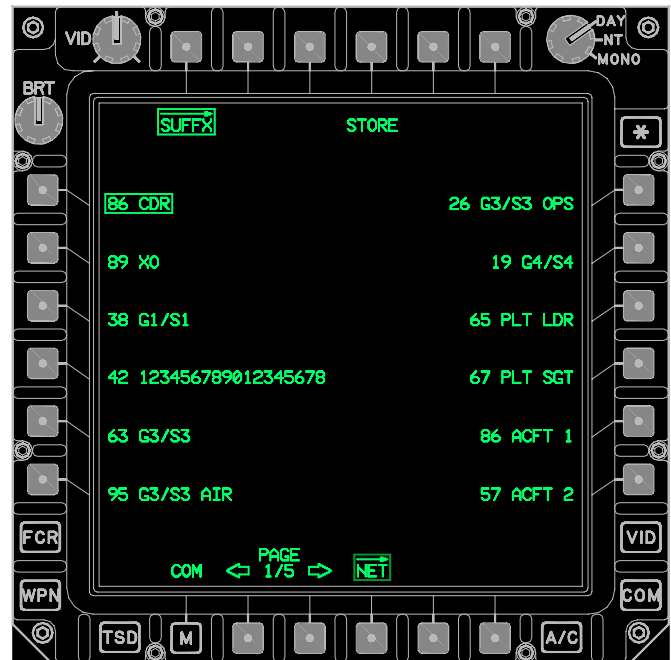 VID
DAY
NT
MONO
BRT
SUFFX STORE
*
86 CDR 26 G3/S3 OPS
89 XO 19 G4/S4
38 G1/S1 65 PLT LDR
42 123456789012345678 67 PLT SGT
63 G3/S3 86 ACFT 1
95 G3/S3 AIR 57 ACFT 2
FCR VID
PAGE
COM 1/5 NET
WPN COM
TSD M A/C